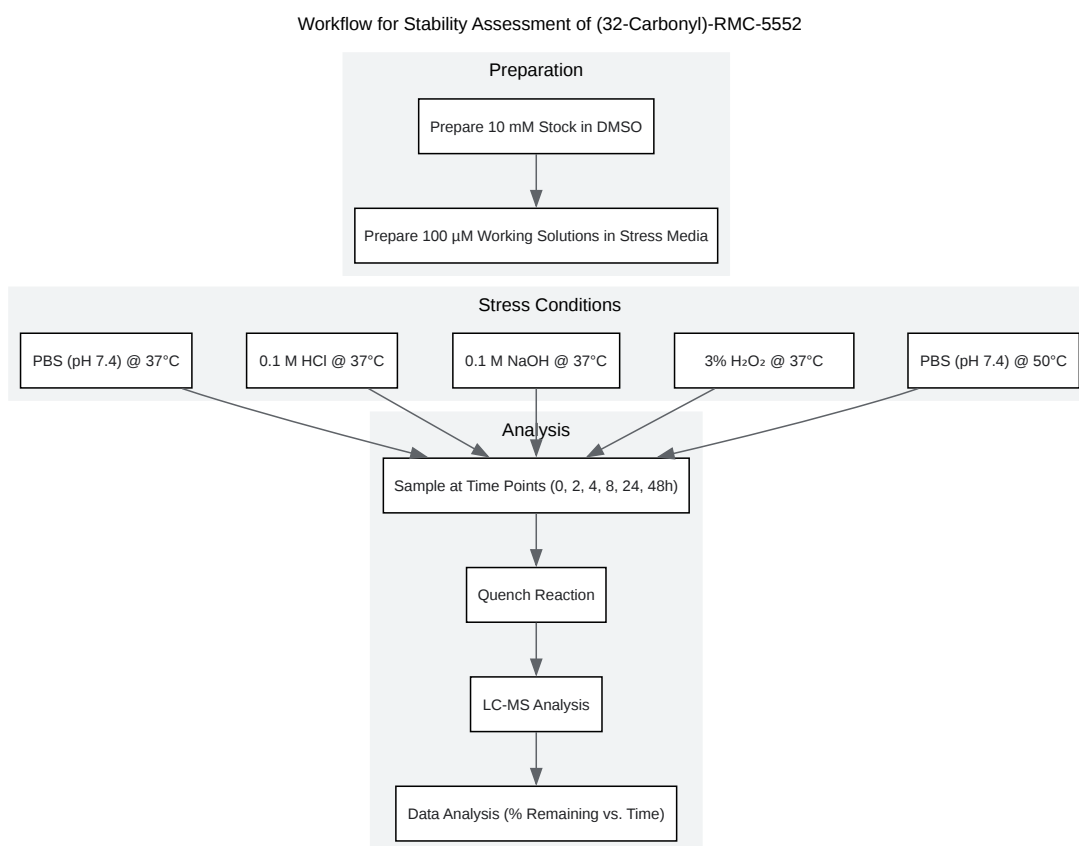 Workflow for Stability Assessment of (32-Carbonyl)-RMC-5552
Preparation
Prepare 10 mM Stock in DMSO
Prepare 100 µM Working Solutions in Stress Media
Stress Conditions
PBS (pH 7.4) @ 37°C
0.1 M HCl @ 37°C
0.1 M NaOH @ 37°C
3% H₂O₂ @ 37°C
PBS (pH 7.4) @ 50°C
Analysis
Sample at Time Points (0, 2, 4, 8, 24, 48h)
Quench Reaction
LC-MS Analysis
Data Analysis (% Remaining vs. Time)